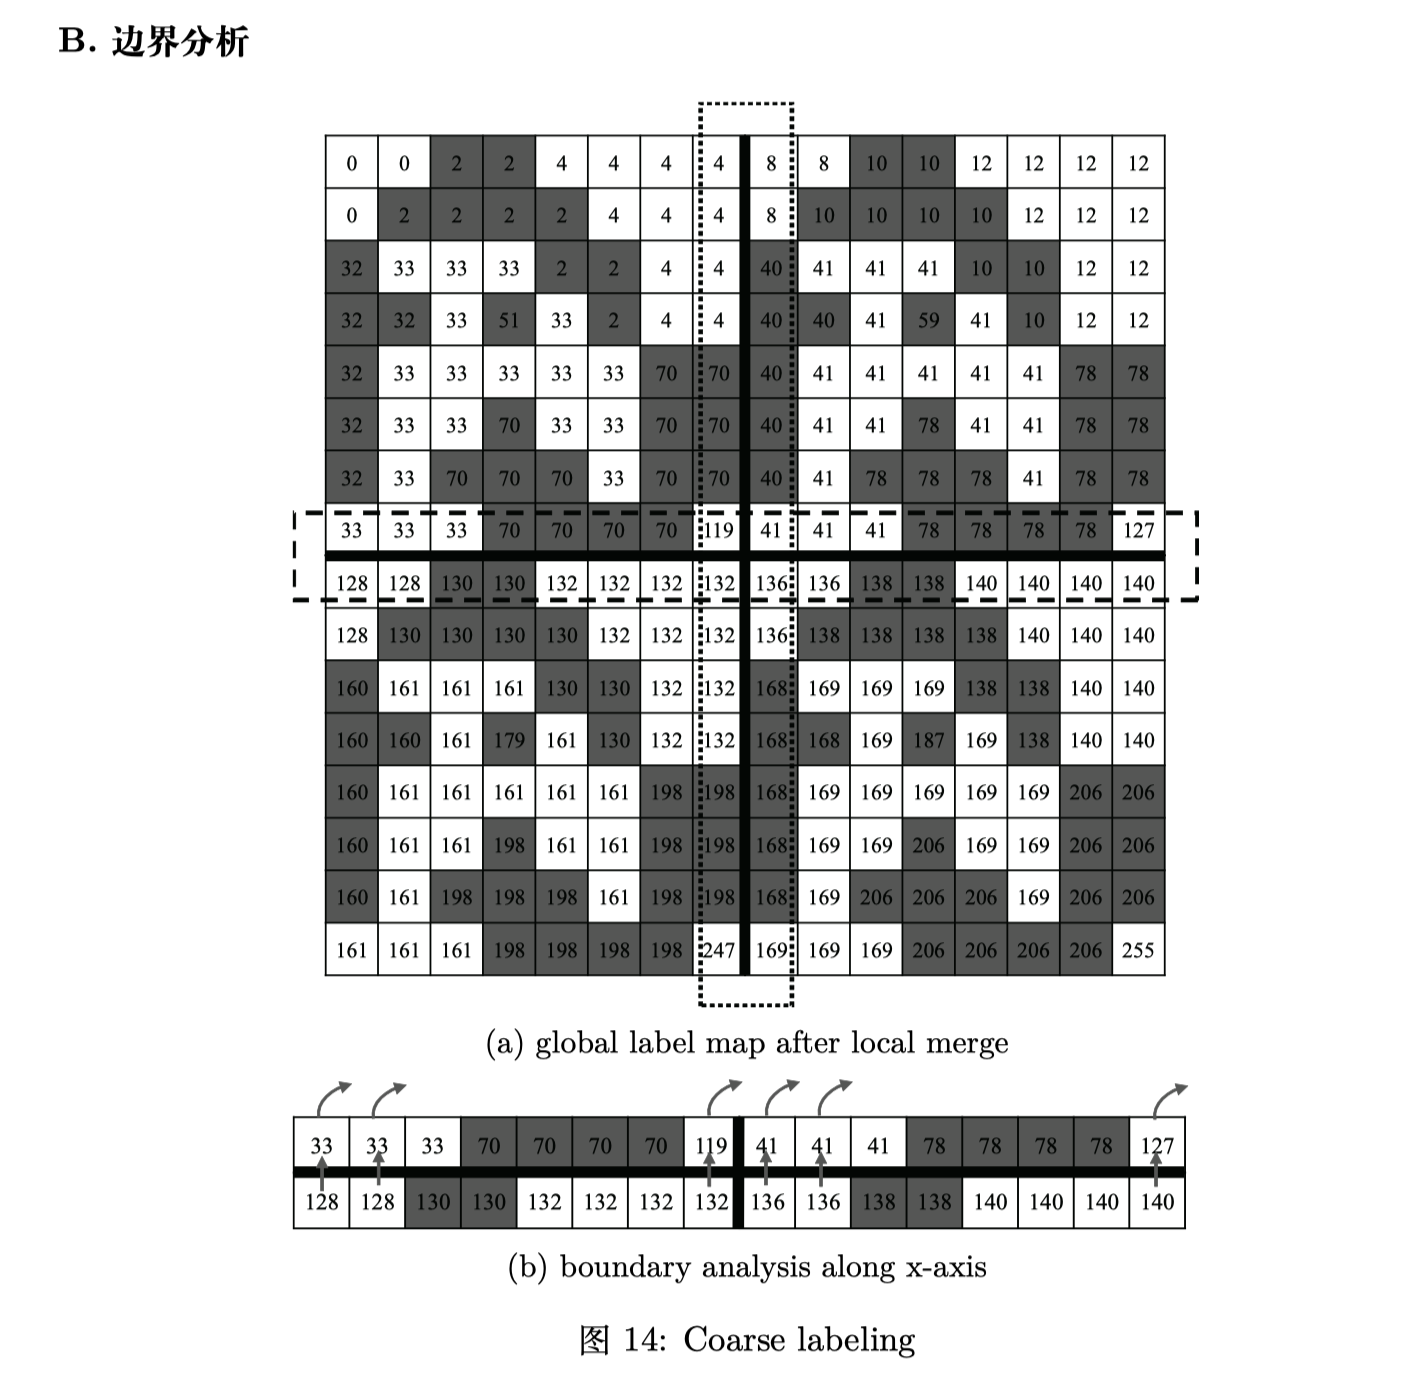 B. 边界分析
0 0 2 2 4 4 4 4 8 8 10 10 12 12 12 12
0 2 2 2 2 4 4 4 8 10 10 10 10 12 12 12
32 33 33 33 2 2 4 4 40 41 41 41 10 10 12 12
32 32 33 51 33 2 4 4 40 40 41 59 41 10 12 12
32 33 33 33 33 33 70 70 40 41 41 41 41 41 78 78
32 33 33 70 33 33 70 70 40 41 41 78 41 41 78 78
32 33 70 70 70 33 70 70 40 41 78 78 78 41 78 78
33 33 33 70 70 70 70 119 41 41 41 78 78 78 78 127
128 128 130 130 132 132 132 132 136 136 138 138 140 140 140 140
128 130 130 130 130 132 132 132 136 138 138 138 138 140 140 140
160 161 161 161 130 130 132 132 168 169 169 169 138 138 140 140
160 160 161 179 161 130 132 132 168 168 169 187 169 138 140 140
160 161 161 161 161 161 198 198 168 169 169 169 169 169 206 206
160 161 161 198 161 161 198 198 168 169 169 206 169 169 206 206
160 161 198 198 198 161 198 198 168 169 206 206 206 169 206 206
161 161 161 198 198 198 198 247 169 169 169 206 206 206 206 255
(a) global label map after local merge
33 33 33 70 70 70 70 119 41 41 41 78 78 78 78 127
128 128 130 130 132 132 132 132 136 136 138 138 140 140 140 140
(b) boundary analysis along x-axis
图 14: Coarse labeling